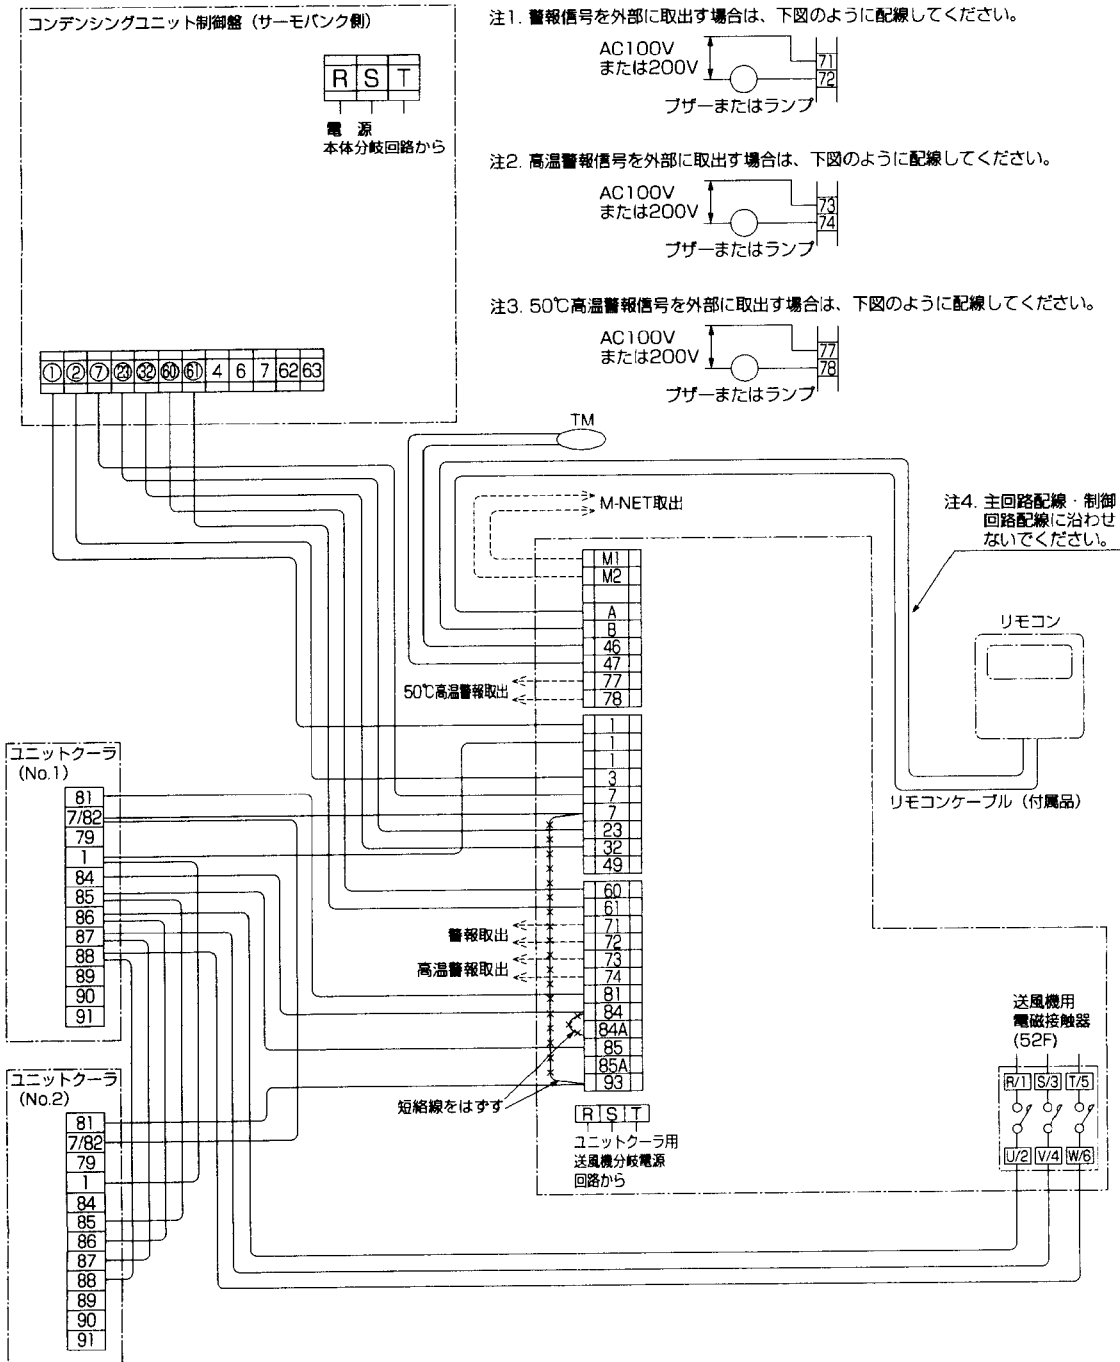 コンデンシングユニット制御盤（サーモバンク側）
R S T
電 源
本体分岐回路から
① ② ⑦ ㉓ ㉜ 60 61 4 6 7 62 63
注1. 警報信号を外部に取出す場合は、下図のように配線してください。
AC100V
または200V
71
72
ブザーまたはランプ
注2. 高温警報信号を外部に取出す場合は、下図のように配線してください。
AC100V
または200V
73
74
ブザーまたはランプ
注3. 50℃高温警報信号を外部に取出す場合は、下図のように配線してください。
AC100V
または200V
77
78
ブザーまたはランプ
TM
M-NET取出
注4. 主回路配線・制御
回路配線に沿わせ
ないでください。
リモコン
リモコンケーブル（付属品）
M1
M2
A
B
46
47
77
78
50℃高温警報取出
1
1
1
3
7
7
23
32
49
60
61
71
72
73
74
81
84
84A
85
85A
93
警報取出
高温警報取出
短絡線をはずす
R S T
ユニットクーラ用
送風機分岐電源
回路から
ユニットクーラ
(No.1)
81
7/82
79
1
84
85
86
87
88
89
90
91
ユニットクーラ
(No.2)
81
7/82
79
1
84
85
86
87
88
89
90
91
送風機用
電磁接触器
(52F)
R/1 S/3 T/5
U/2 V/4 W/6